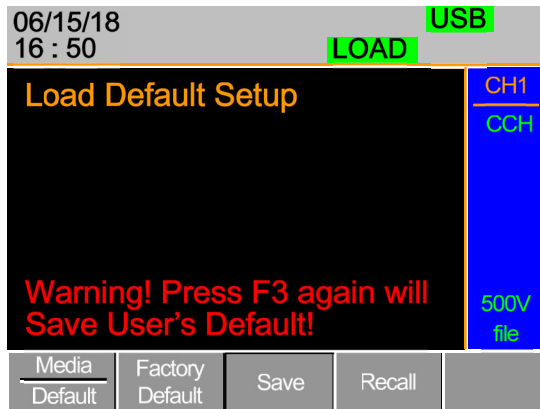 06/15/18
16 : 50
USB
LOAD
Load Default Setup
Warning! Press F3 again will
Save User's Default!
CH1
CCH
500V
file
Media
Default
Factory
Default
Save
Recall